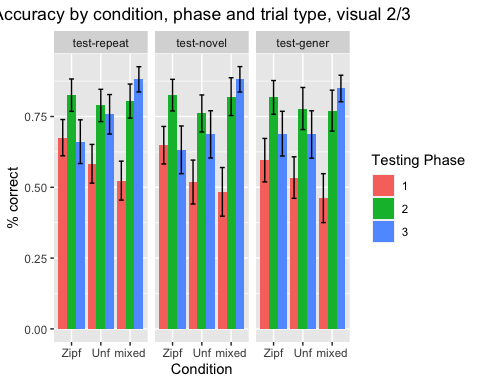 Accuracy by condition, phase and trial type, visual 2/3
test-repeat test-novel test-gener
% correct
0.75
0.50
0.25
0.00
Zipf Unf mixed Zipf Unf mixed Zipf Unf mixed
Condition
Testing Phase
1
2
3